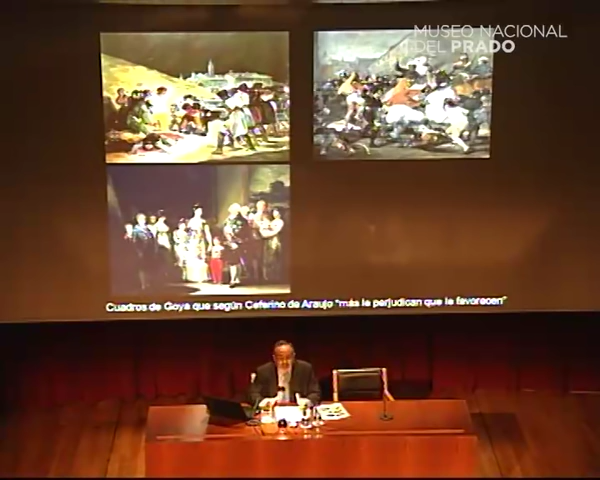 MUSEO NACIONAL
DEL PRADO
Cuadros de Goya que según Ceferino de Araujo "más le perjudican que le favorecen"